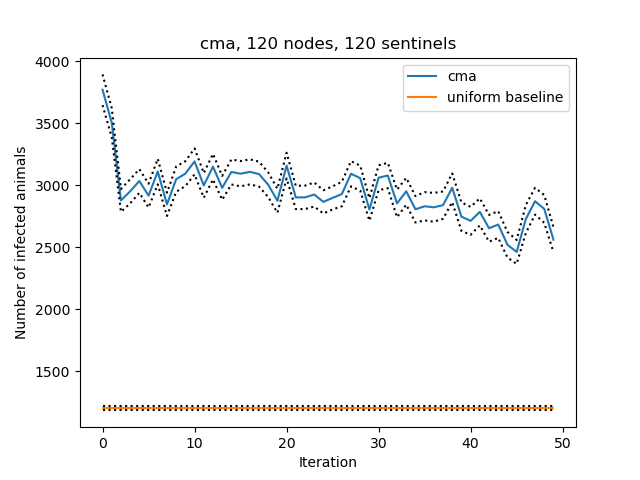 cma, 120 nodes, 120 sentinels
4000
3500
3000
2500
2000
1500
Number of infected animals
cma
uniform baseline
0
10
20
30
40
50
Iteration